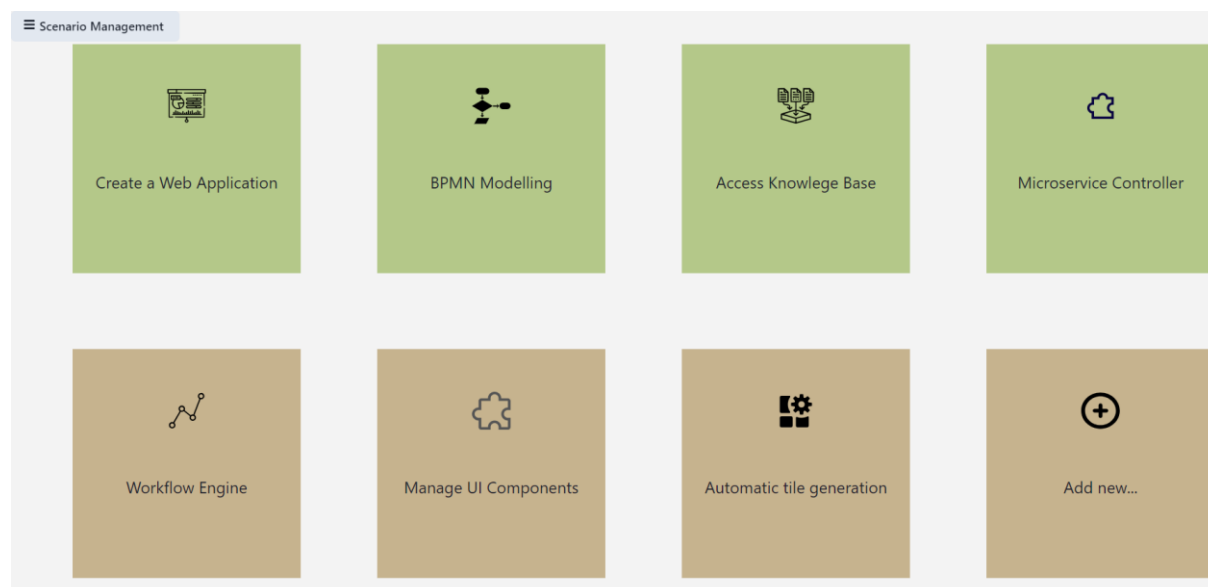 Scenario Management
Create a Web Application
BPMN Modelling
Access Knowlege Base
Microservice Controller
Workflow Engine
Manage UI Components
Automatic tile generation
Add new...